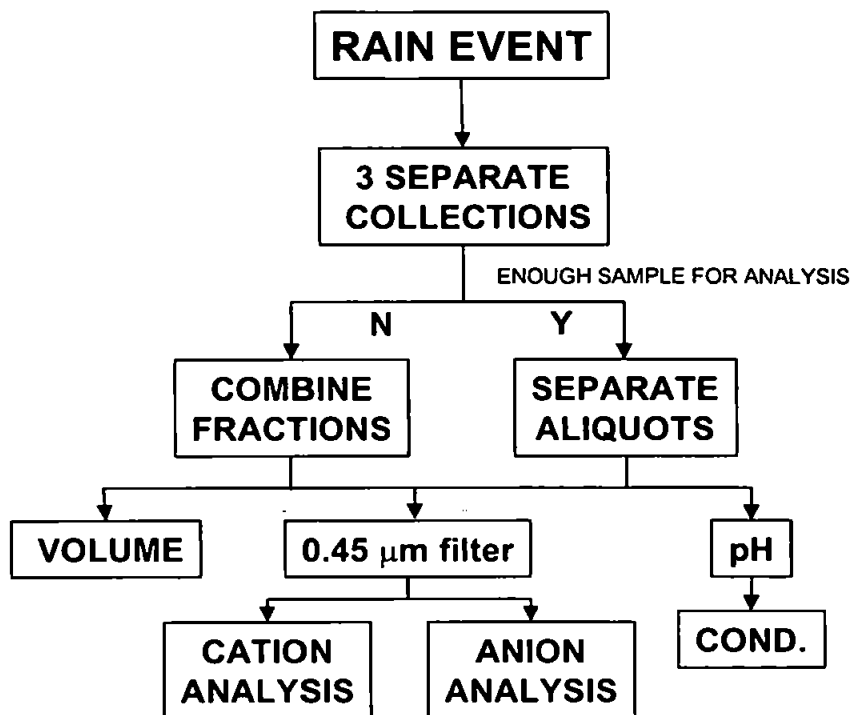 RAIN EVENT
3 SEPARATE
COLLECTIONS
ENOUGH SAMPLE FOR ANALYSIS
N
Y
COMBINE
FRACTIONS
SEPARATE
ALIQUOTS
VOLUME
0.45 μm filter
pH
CATION
ANALYSIS
ANION
ANALYSIS
COND.